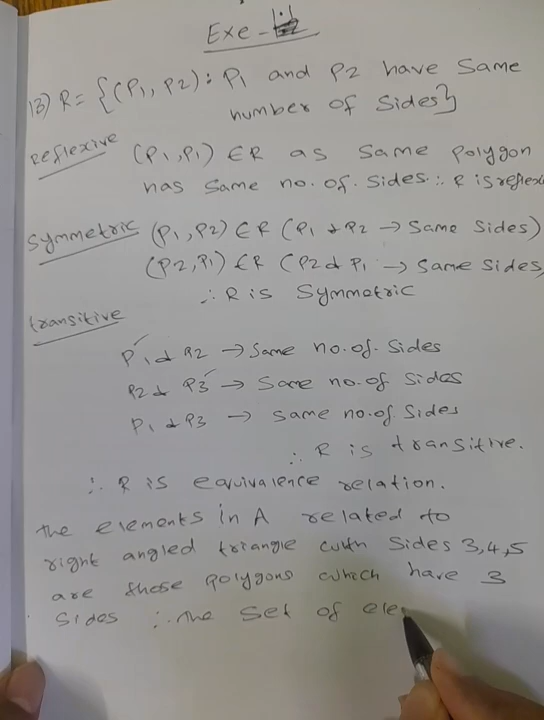 Exe - 1.1
13) R = {(P1, P2) : P1 and P2 have same
number of sides}
Reflexive (P1, P1) ∈ R as same polygon
has same no. of. sides ∴ R is reflexi
Symmetric (P1, P2) ∈ R (P1 & P2 → same sides)
(P2, P1) ∈ R (P2 & P1 → same sides,
∴ R is symmetric
transitive
P1 & P2 → same no. of. sides
P2 & P3 → same no. of sides
P1 & P3 → same no. of. sides
∴ R is transitive.
∴ R is equivalence relation.
the elements in A related to
right angled triangle with sides 3,4,5
are those polygons which have 3
sides ∴ the set of ele